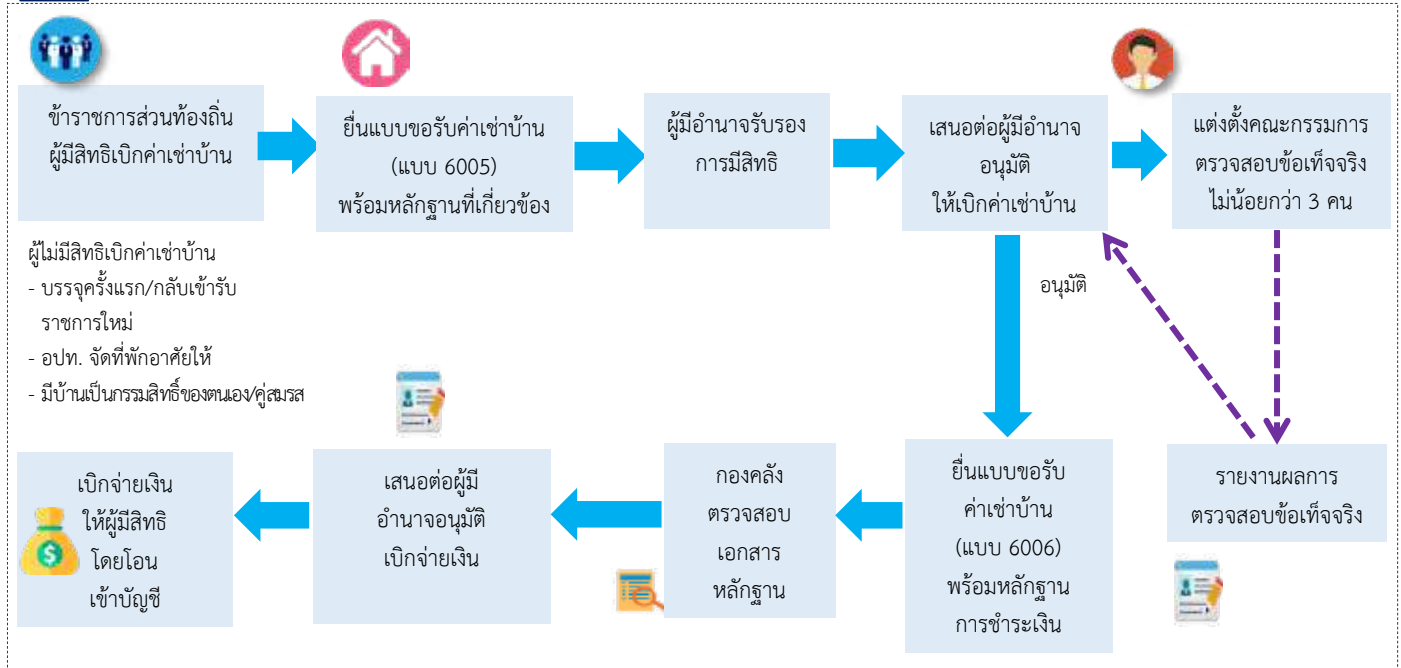 ข้าราชการส่วนท้องถิ่น
ผู้มีสิทธิเบิกค่าเช่าบ้าน
ยื่นแบบขอรับค่าเช่าบ้าน
(แบบ 6005)
พร้อมหลักฐานที่เกี่ยวข้อง
ผู้มีอำนาจรับรอง
การมีสิทธิ
เสนอต่อผู้มีอำนาจ
อนุมัติ
ให้เบิกค่าเช่าบ้าน
แต่งตั้งคณะกรรมการ
ตรวจสอบข้อเท็จจริง
ไม่น้อยกว่า 3 คน
ผู้ไม่มีสิทธิเบิกค่าเช่าบ้าน
- บรรจุครั้งแรก/กลับเข้ารับ
ราชการใหม่
- อปท. จัดที่พักอาศัยให้
- มีบ้านเป็นกรรมสิทธิ์ของตนเอง/คู่สมรส
อนุมัติ
รายงานผลการ
ตรวจสอบข้อเท็จจริง
ยื่นแบบขอรับ
ค่าเช่าบ้าน
(แบบ 6006)
พร้อมหลักฐาน
การชำระเงิน
กองคลัง
ตรวจสอบ
เอกสาร
หลักฐาน
เสนอต่อผู้มี
อำนาจอนุมัติ
เบิกจ่ายเงิน
เบิกจ่ายเงิน
ให้ผู้มีสิทธิ
โดยโอน
เข้าบัญชี